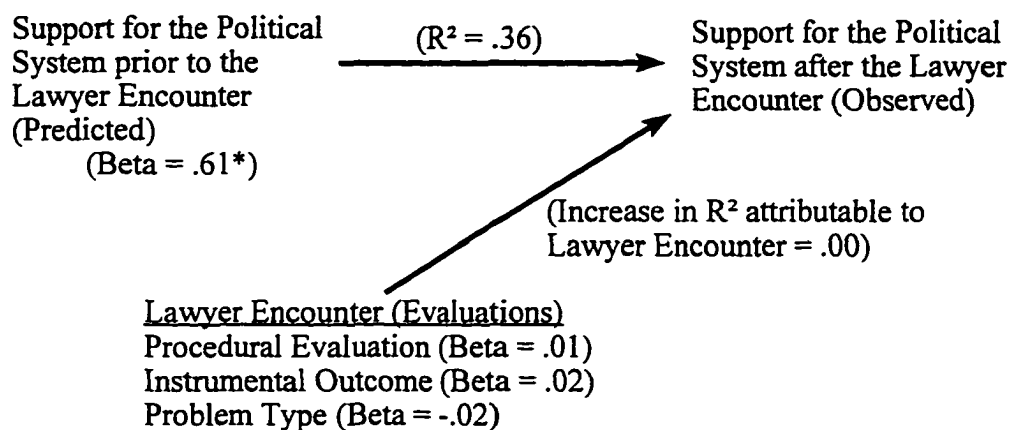 Support for the Political
System prior to the
Lawyer Encounter
(Predicted)
(Beta = .61*)
(R² = .36)
Support for the Political
System after the Lawyer
Encounter (Observed)
(Increase in R² attributable to
Lawyer Encounter = .00)
Lawyer Encounter (Evaluations)
Procedural Evaluation (Beta = .01)
Instrumental Outcome (Beta = .02)
Problem Type (Beta = -.02)